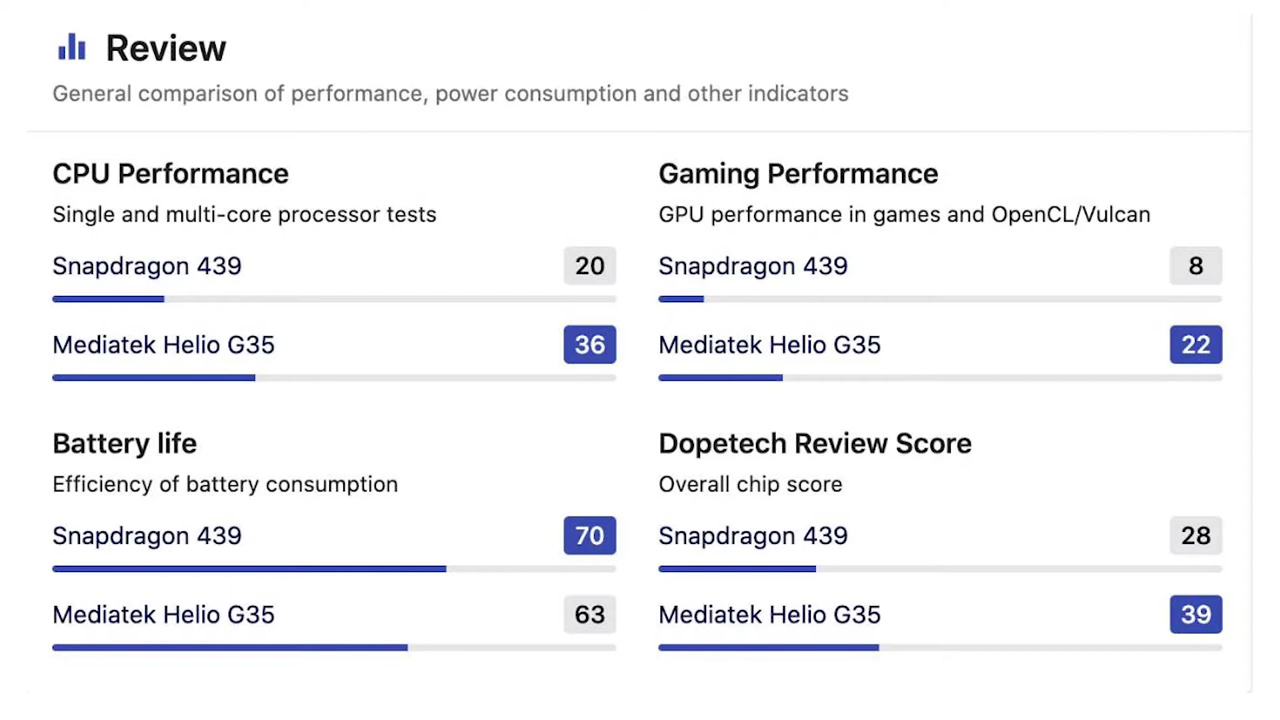 Review
General comparison of performance, power consumption and other indicators
CPU Performance
Single and multi-core processor tests
Snapdragon 439
20
Mediatek Helio G35
36
Gaming Performance
GPU performance in games and OpenCL/Vulcan
Snapdragon 439
8
Mediatek Helio G35
22
Battery life
Efficiency of battery consumption
Snapdragon 439
70
Mediatek Helio G35
63
Dopetech Review Score
Overall chip score
Snapdragon 439
28
Mediatek Helio G35
39